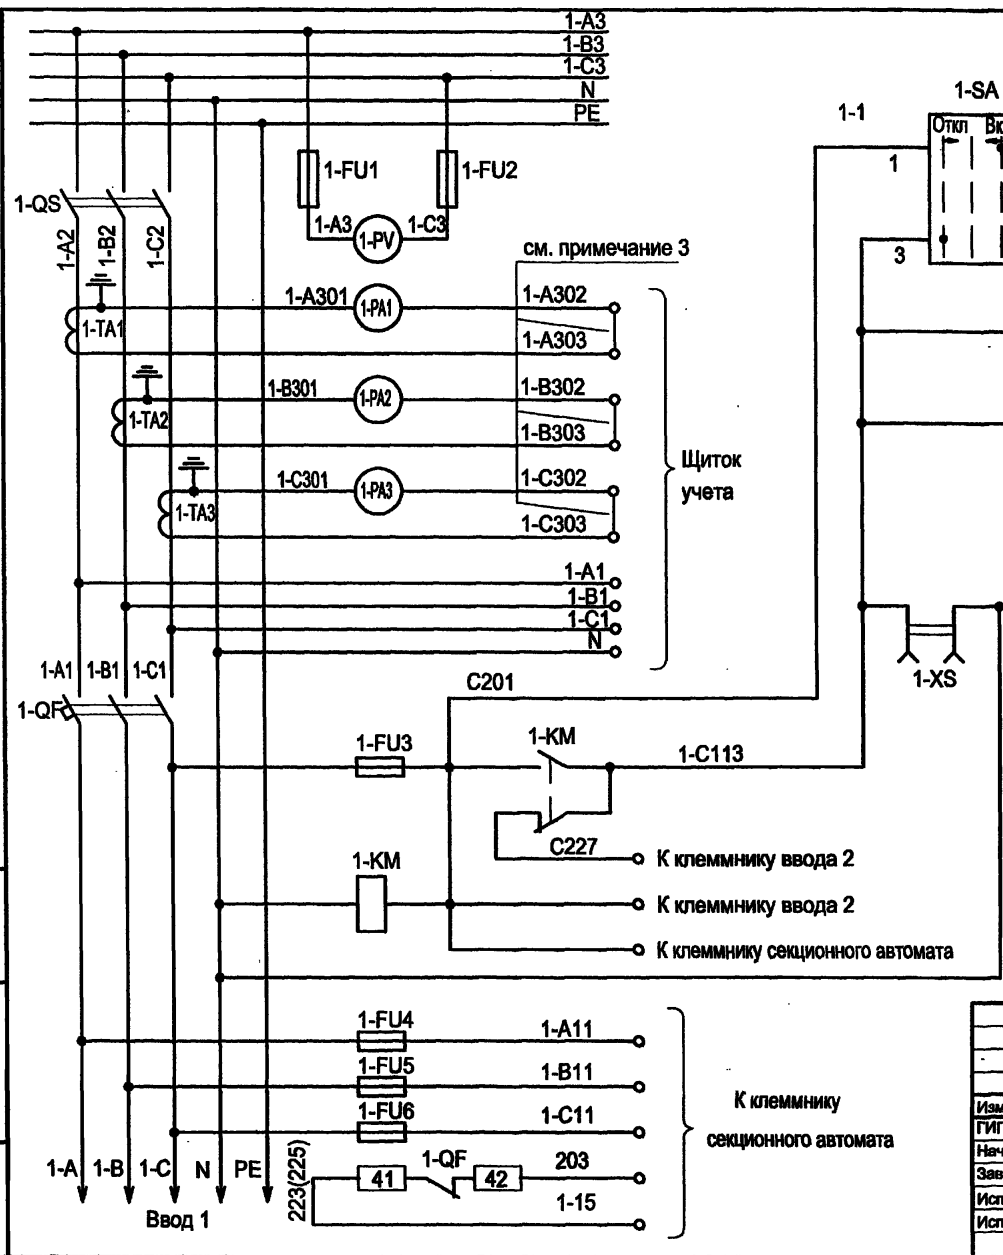 1-A3
1-B3
1-C3
N
PE
1-SA
1-1
Откл
1
3
1-FU1
1-FU2
1-QS
1-A3
1-PV
1-C3
1-A2
1-B2
1-C2
см. примечание 3
1-A301
1-PA1
1-A302
1-TA1
1-A303
1-B301
1-PA2
1-B302
1-TA2
1-B303
Щиток
учета
1-C301
1-PA3
1-C302
1-TA3
1-C303
1-A1
1-B1
1-C1
N
1-A1
1-B1
1-C1
1-XS
C201
1-QF
1-FU3
1-KM
1-C113
C227
К клеммнику ввода 2
1-KM
К клеммнику ввода 2
К клеммнику секционного автомата
1-FU4
1-A11
1-FU5
1-B11
1-FU6
1-C11
К клеммнику
секционного автомата
1-A
1-B
1-C
N
PE
223(225)
41
1-QF
42
203
1-15
Ввод 1
Изм
ГИП
Нач
Зав
Исп
Исп